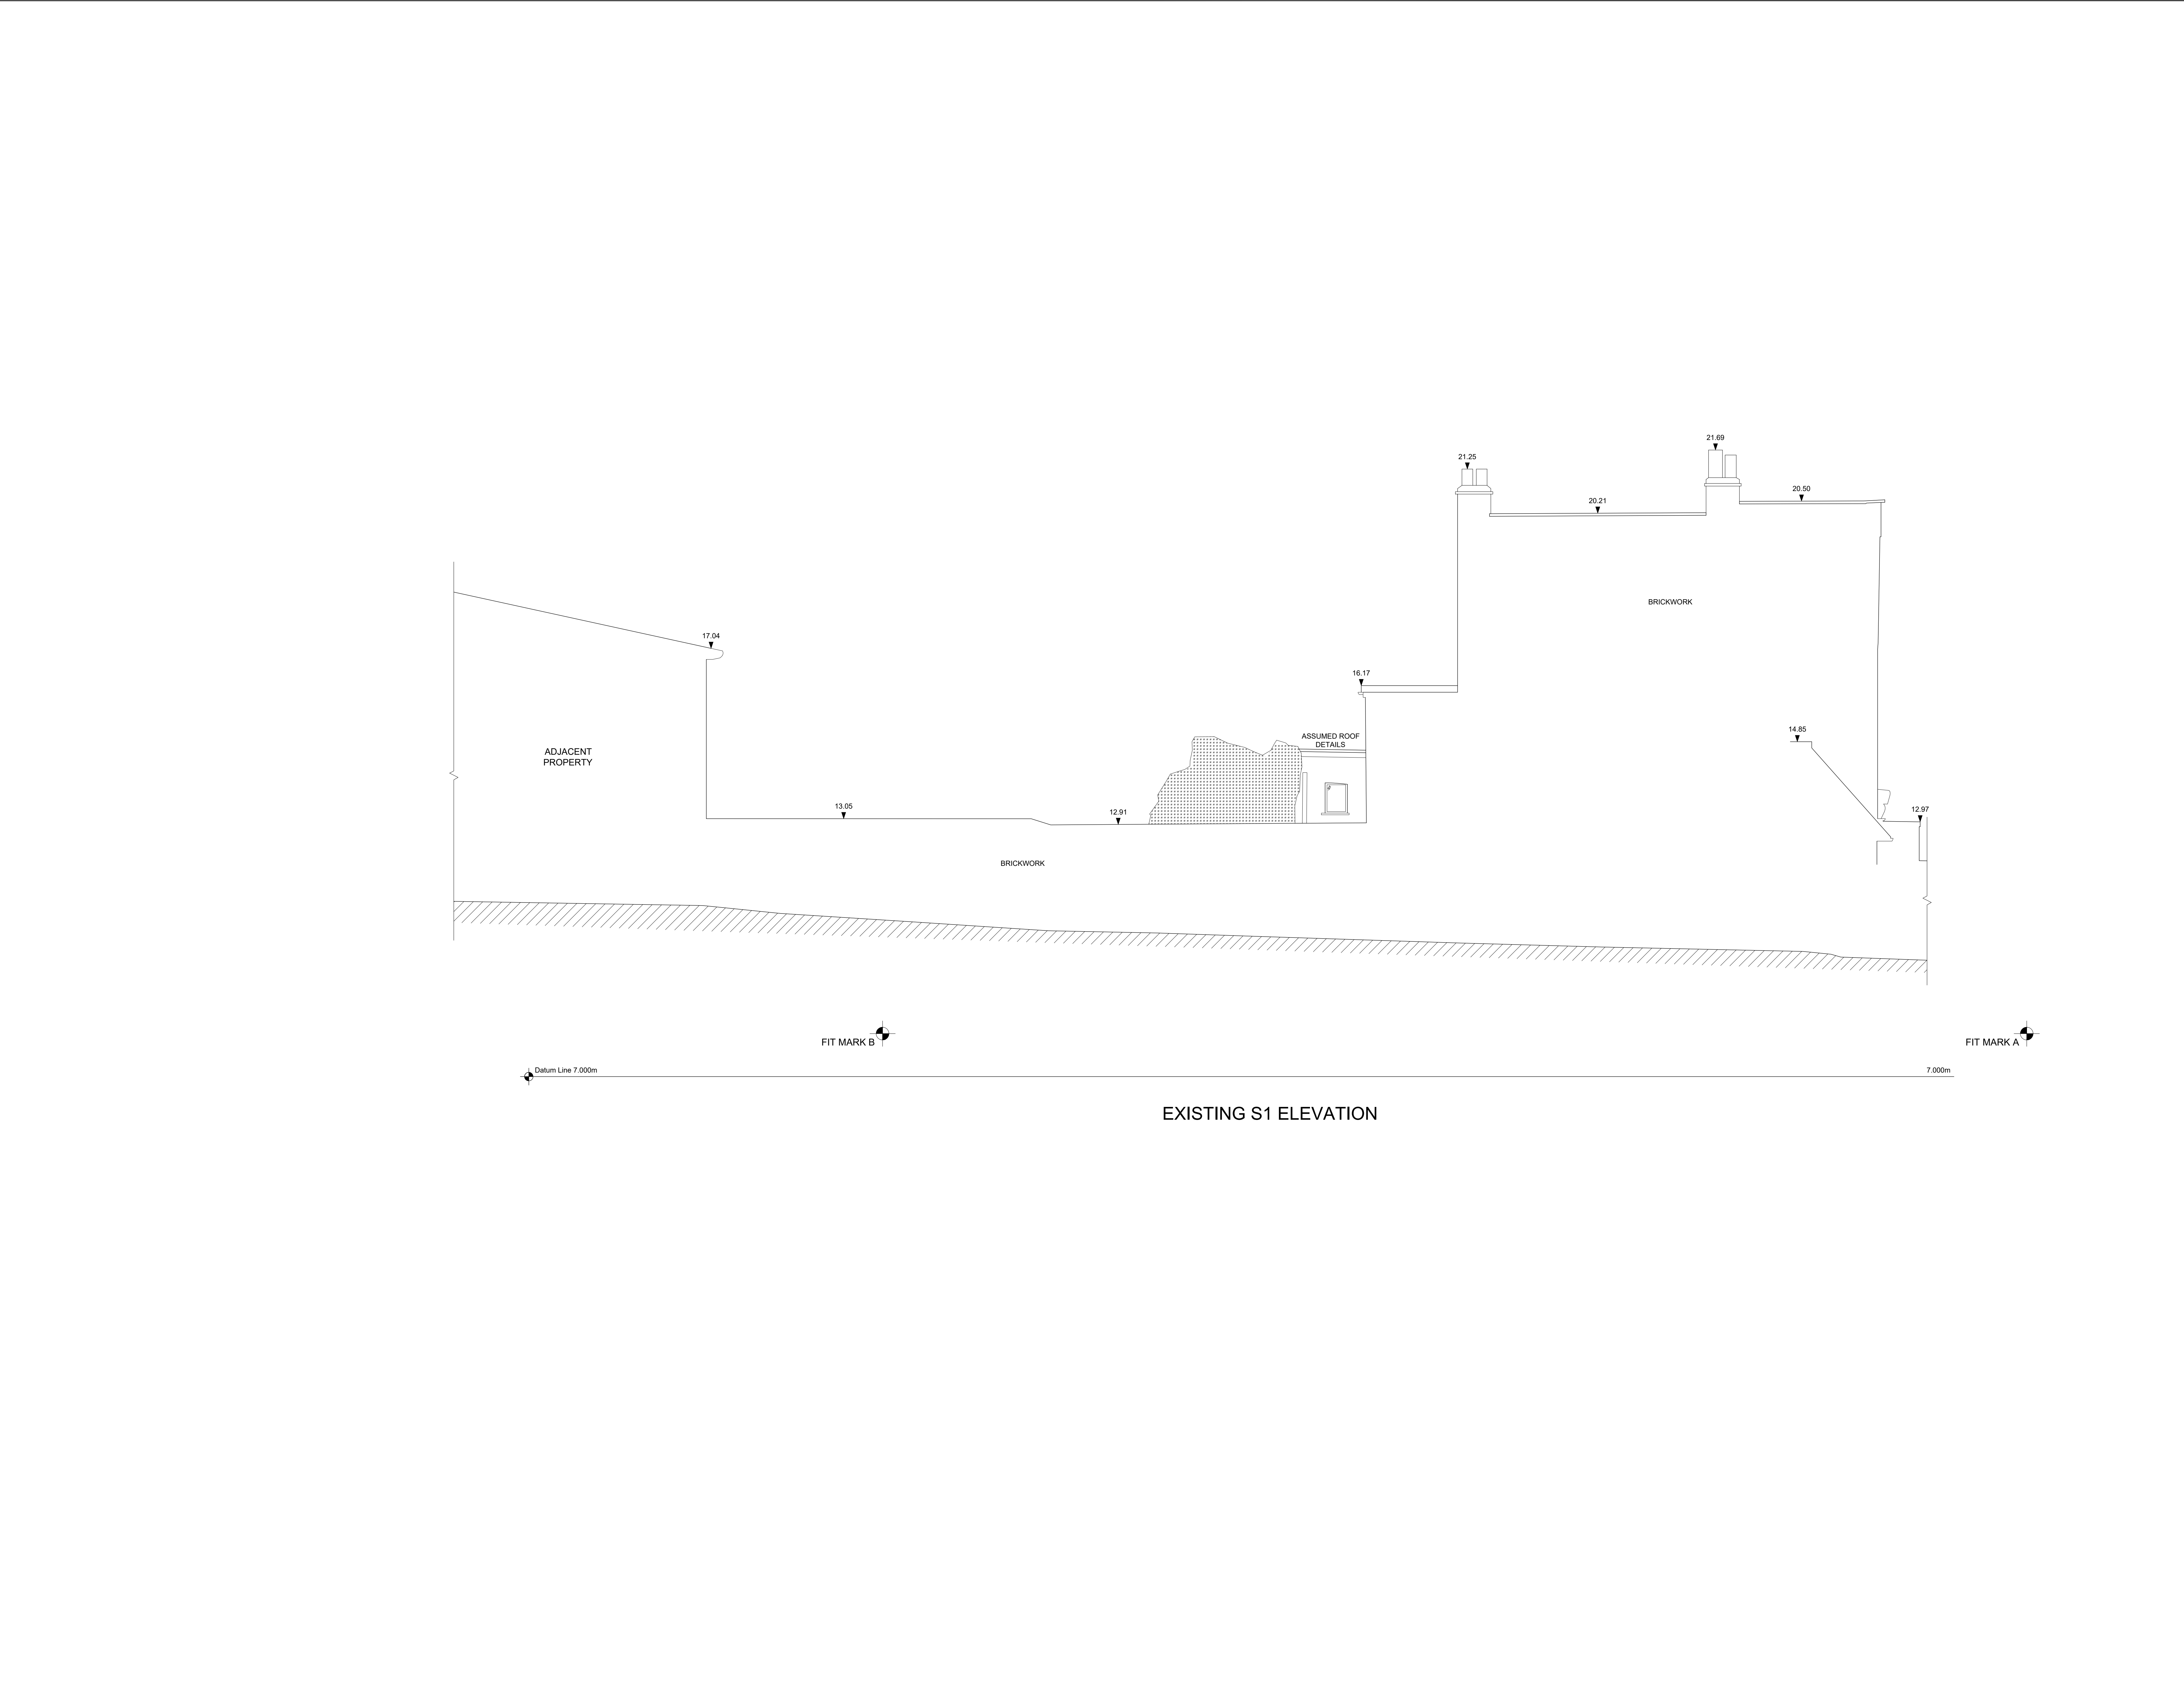 21.69
21.25
20.50
20.21
BRICKWORK
17.04
16.17
14.85
ASSUMED ROOF
DETAILS
ADJACENT
PROPERTY
13.05
12.91
12.97
BRICKWORK
FIT MARK B
FIT MARK A
Datum Line 7.000m
7.000m
EXISTING S1 ELEVATION